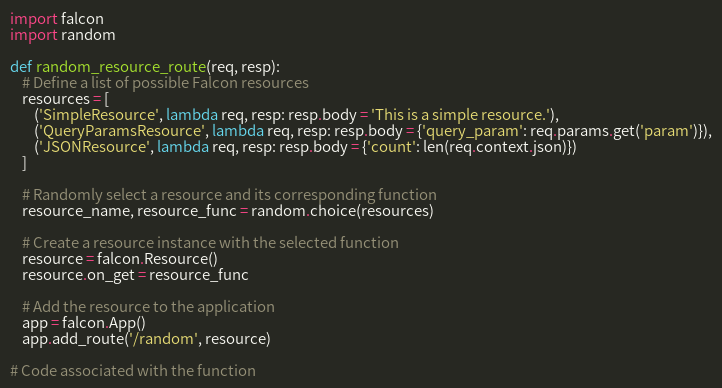 import falcon
import random

def random_resource_route(req, resp):
    # Define a list of possible Falcon resources
    resources = [
        ('SimpleResource', lambda req, resp: resp.body = 'This is a simple resource.'),
        ('QueryParamsResource', lambda req, resp: resp.body = {'query_param': req.params.get('param')}),
        ('JSONResource', lambda req, resp: resp.body = {'count': len(req.context.json)})
    ]

    # Randomly select a resource and its corresponding function
    resource_name, resource_func = random.choice(resources)

    # Create a resource instance with the selected function
    resource = falcon.Resource()
    resource.on_get = resource_func

    # Add the resource to the application
    app = falcon.App()
    app.add_route('/random', resource)

# Code associated with the function